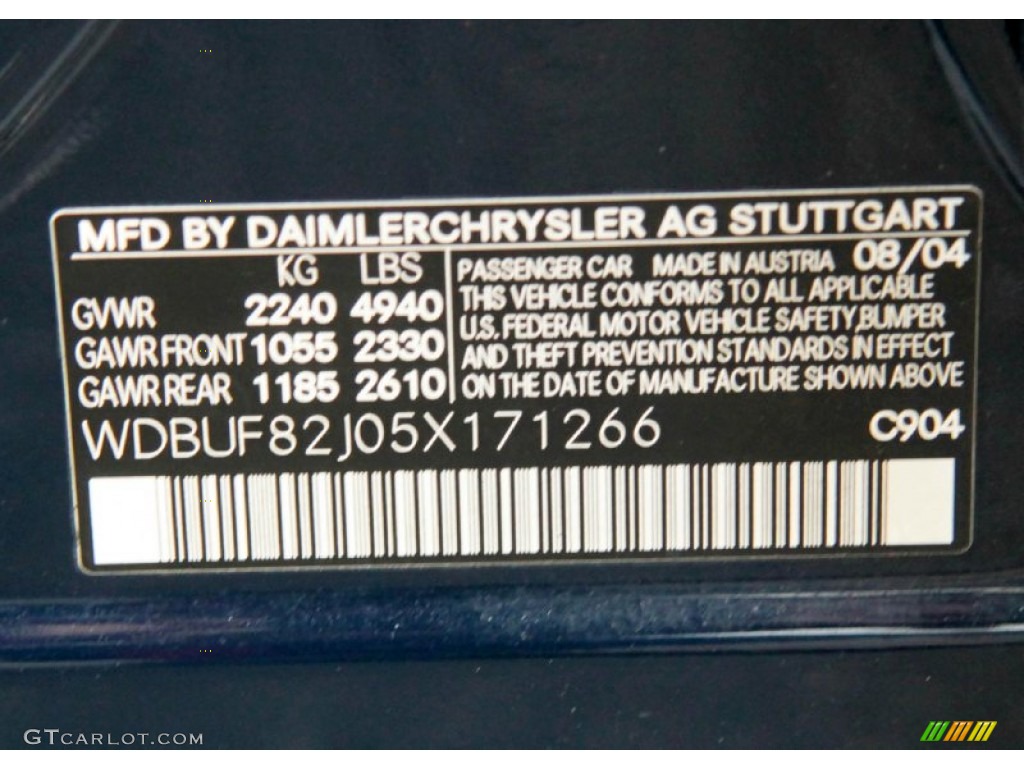 MFD BY DAIMLERCHRYSLER AG STUTTGART
KG LBS
GVWR 2240 4940
GAWR FRONT 1055 2330
GAWR REAR 1185 2610
PASSENGER CAR MADE IN AUSTRIA 08/04
THIS VEHICLE CONFORMS TO ALL APPLICABLE
U.S. FEDERAL MOTOR VEHICLE SAFETY,BUMPER
AND THEFT PREVENTION STANDARDS IN EFFECT
ON THE DATE OF MANUFACTURE SHOWN ABOVE
WDBUF82J05X171266 C904
GTCARLOT.COM